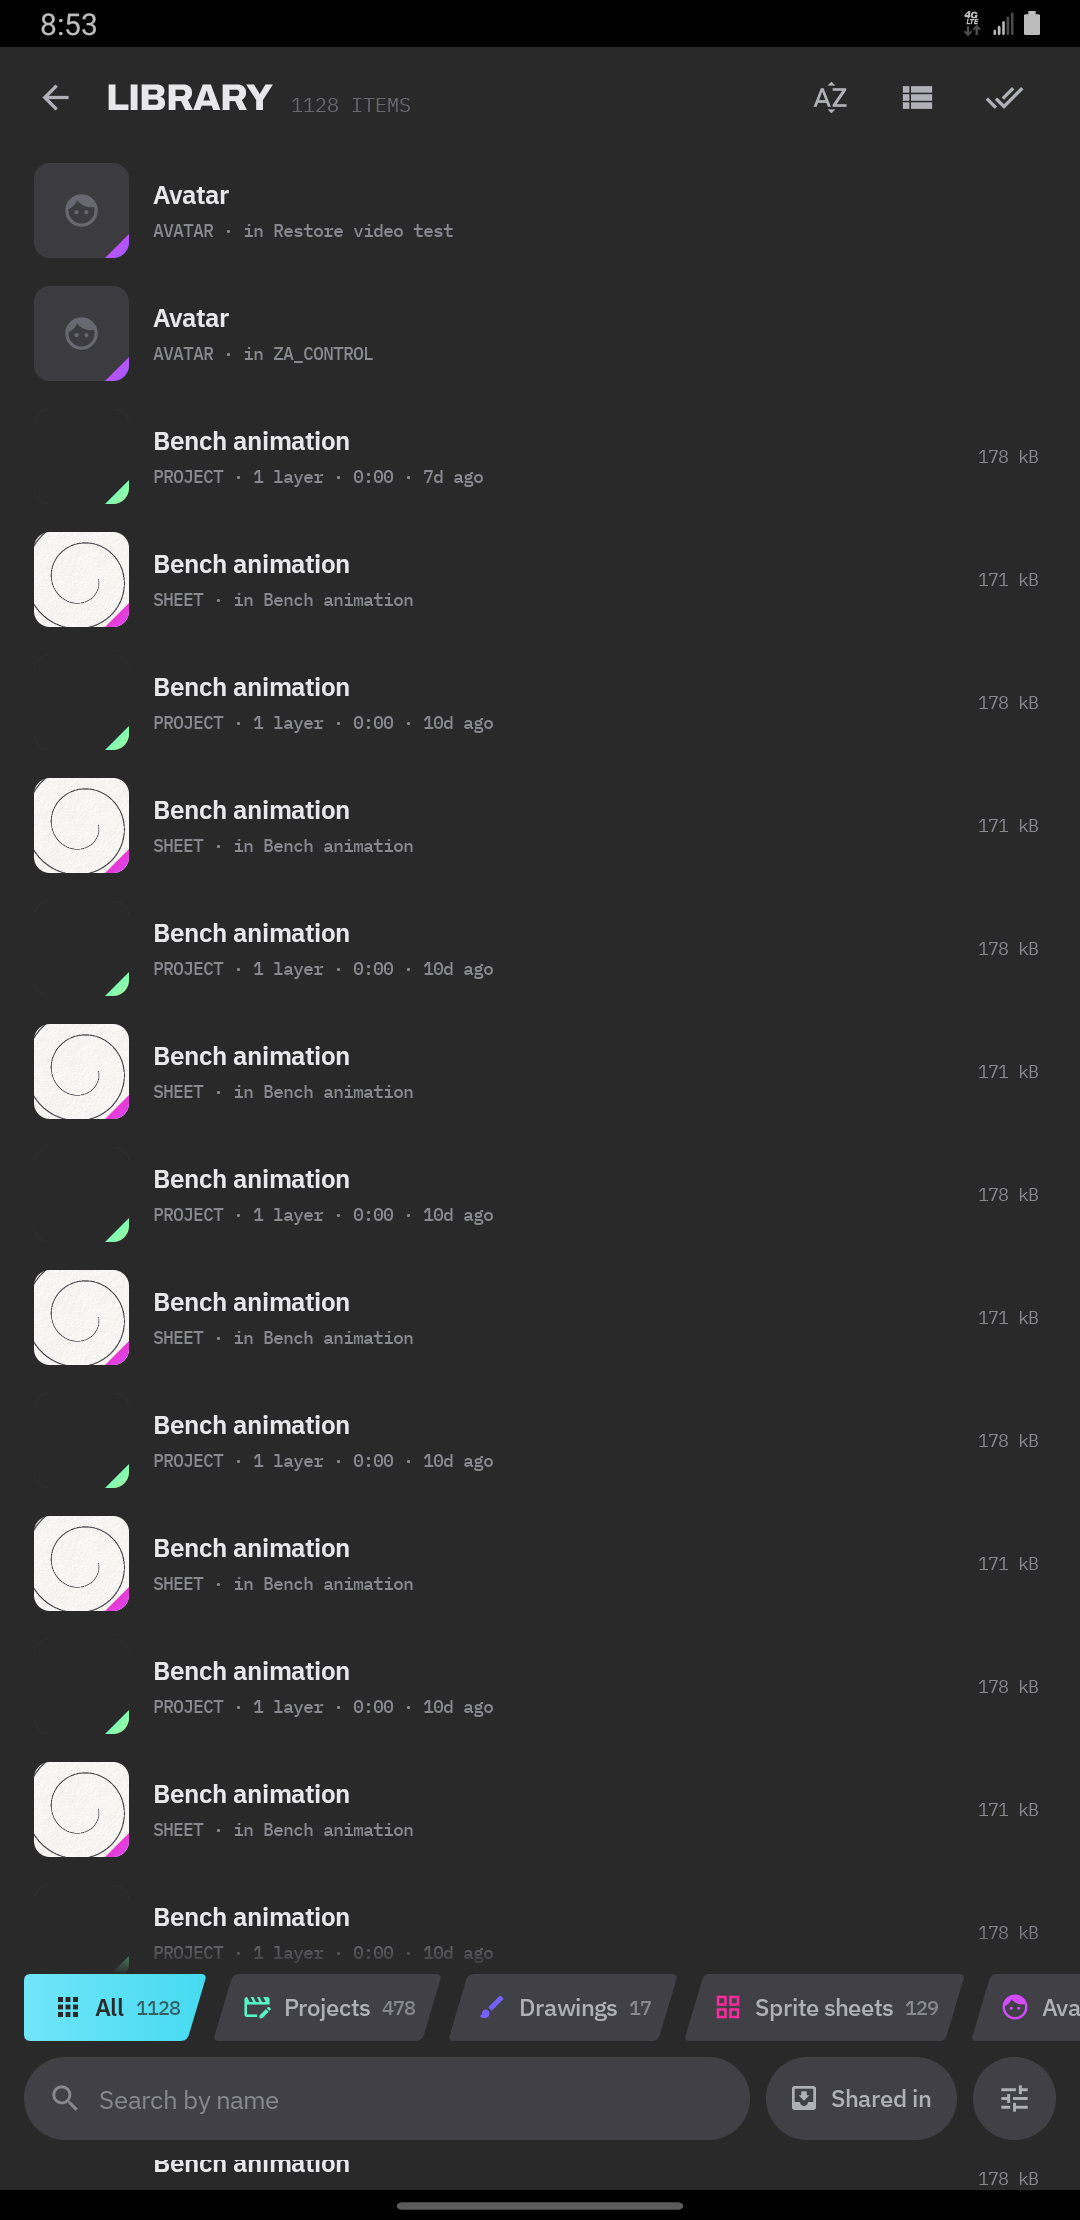 8:53
4G
LTE
LIBRARY 1128 ITEMS
AZ
Avatar
AVATAR · in Restore video test
Avatar
AVATAR · in ZA_CONTROL
Bench animation
PROJECT · 1 layer · 0:00 · 7d ago
178 kB
Bench animation
SHEET · in Bench animation
171 kB
Bench animation
PROJECT · 1 layer · 0:00 · 10d ago
178 kB
Bench animation
SHEET · in Bench animation
171 kB
Bench animation
PROJECT · 1 layer · 0:00 · 10d ago
178 kB
Bench animation
SHEET · in Bench animation
171 kB
Bench animation
PROJECT · 1 layer · 0:00 · 10d ago
178 kB
Bench animation
SHEET · in Bench animation
171 kB
Bench animation
PROJECT · 1 layer · 0:00 · 10d ago
178 kB
Bench animation
SHEET · in Bench animation
171 kB
Bench animation
PROJECT · 1 layer · 0:00 · 10d ago
178 kB
Bench animation
SHEET · in Bench animation
171 kB
Bench animation
PROJECT · 1 layer · 0:00 · 10d ago
178 kB
All 1128 Projects 478 Drawings 17 Sprite sheets 129 Ava
Search by name Shared in
Bench animation
178 kB